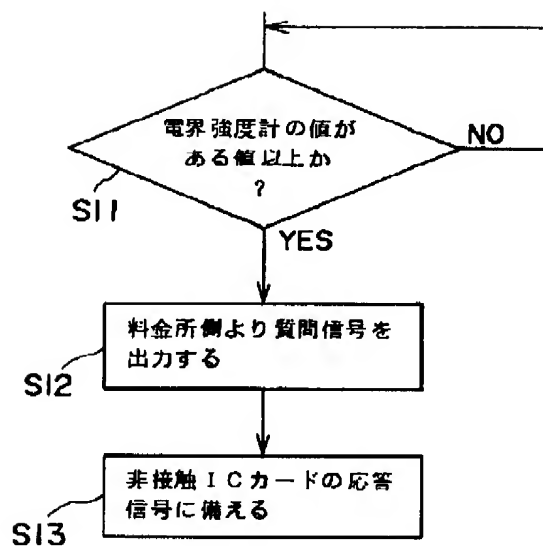 電界強度計の値が
ある値以上か
?
NO
S11
YES
料金所側より質問信号を
出力する
S12
非接触ICカードの応答
信号に備える
S13